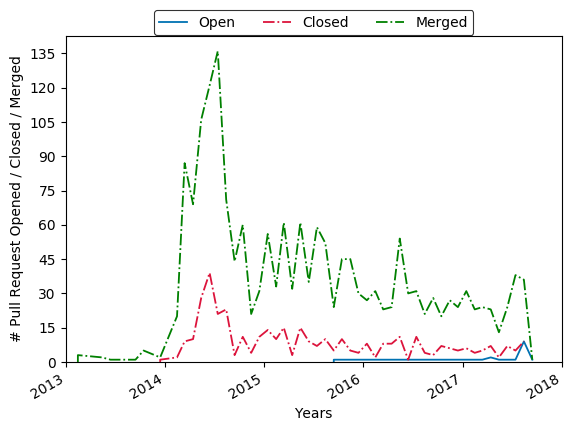 Open Closed Merged
# Pull Request Opened / Closed / Merged
135
120
105
90
75
60
45
30
15
0
2013 2014 2015 2016 2017 2018
Years